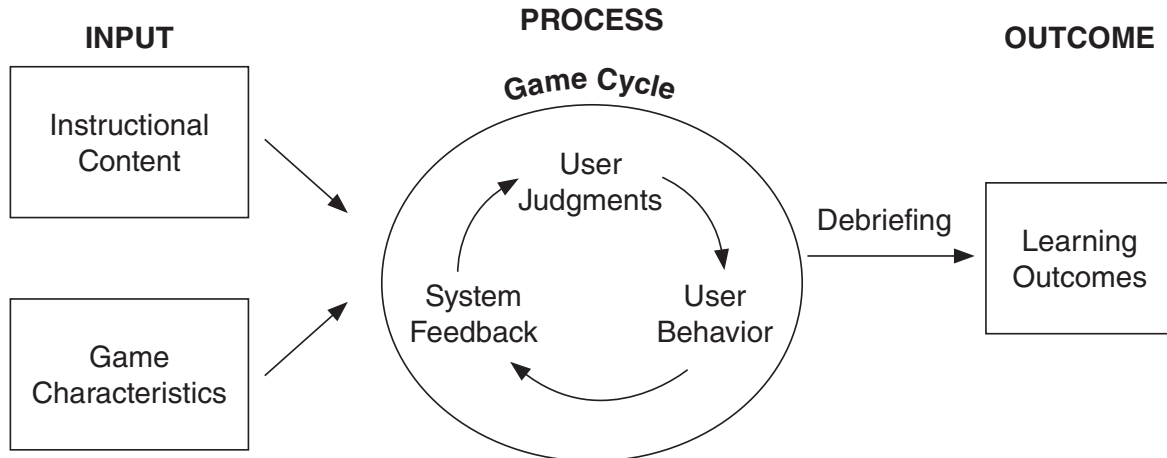 INPUT
PROCESS
OUTCOME
Game Cycle
Instructional
Content
Game
Characteristics
User
Judgments
System
Feedback
User
Behavior
Debriefing
Learning
Outcomes